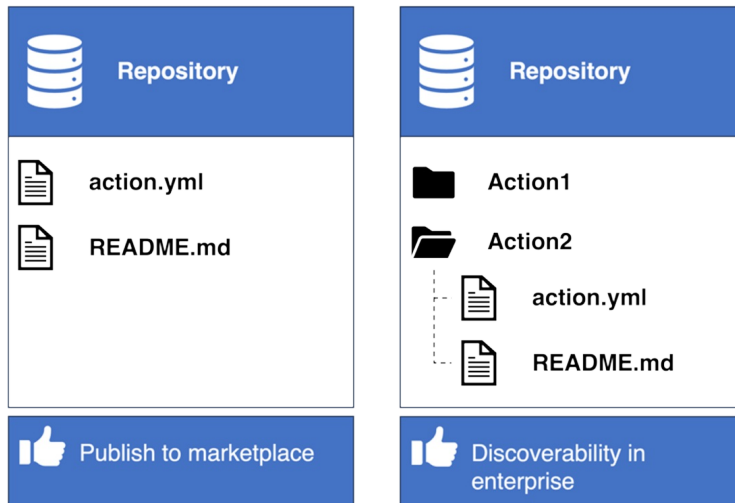 Repository
action.yml
README.md
Publish to marketplace
Repository
Action1
Action2
action.yml
README.md
Discoverability in
enterprise